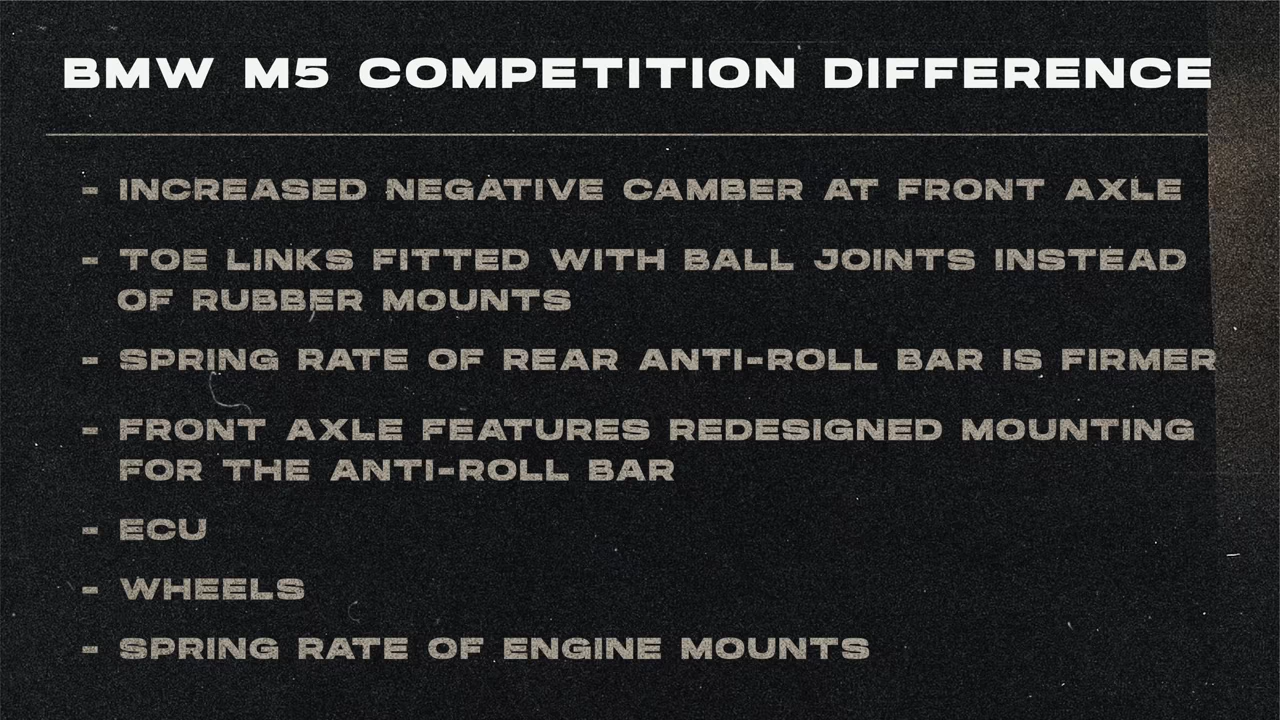 BMW M5 COMPETITION DIFFERENCE
- INCREASED NEGATIVE CAMBER AT FRONT AXLE
- TOE LINKS FITTED WITH BALL JOINTS INSTEAD
OF RUBBER MOUNTS
- SPRING RATE OF REAR ANTI-ROLL BAR IS FIRMER
- FRONT AXLE FEATURES REDESIGNED MOUNTING
FOR THE ANTI-ROLL BAR
- ECU
- WHEELS
- SPRING RATE OF ENGINE MOUNTS